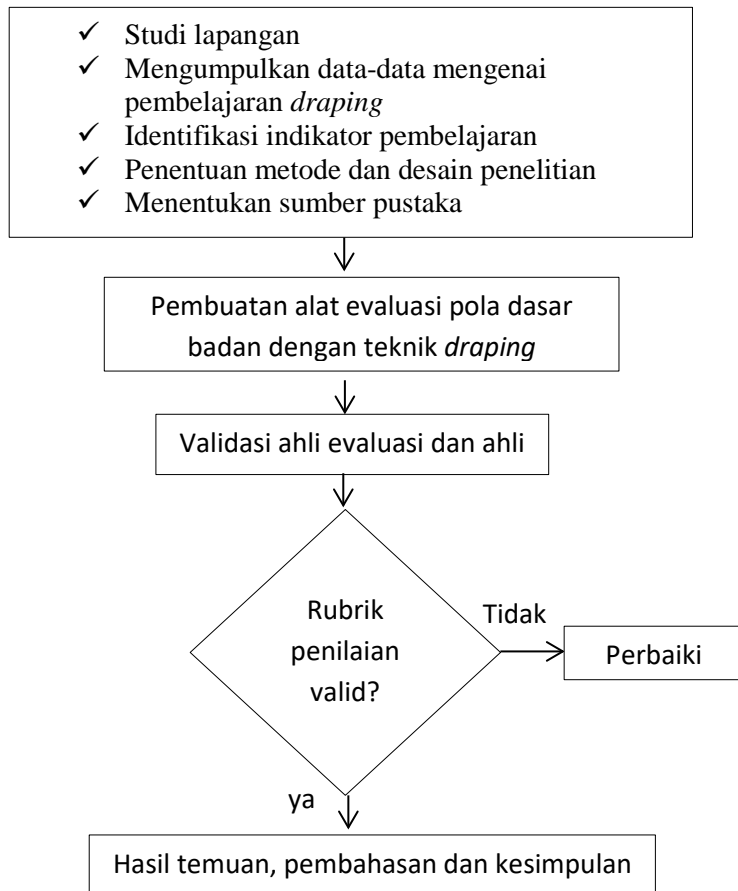 ✓ Studi lapangan
✓ Mengumpulkan data-data mengenai
pembelajaran draping
✓ Identifikasi indikator pembelajaran
✓ Penentuan metode dan desain penelitian
✓ Menentukan sumber pustaka
Pembuatan alat evaluasi pola dasar
badan dengan teknik draping
Validasi ahli evaluasi dan ahli
Rubrik
penilaian
valid?
Tidak
Perbaiki
ya
Hasil temuan, pembahasan dan kesimpulan